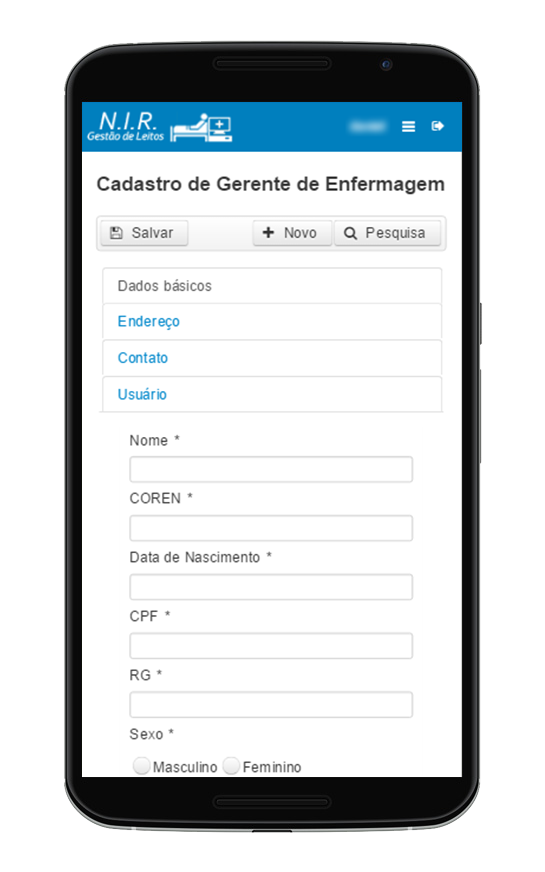 N.I.R.
Gestão de Leitos
Cadastro de Gerente de Enfermagem
Salvar
Novo
Pesquisa
Dados básicos
Endereço
Contato
Usuário
Nome *
COREN *
Data de Nascimento *
CPF *
RG *
Sexo *
Masculino Feminino